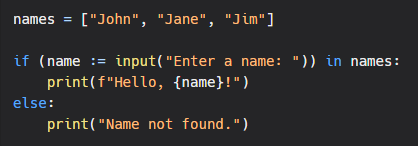 names = ["John", "Jane", "Jim"]
if (name := input("Enter a name: ")) in names:
    print(f"Hello, {name}!")
else:
    print("Name not found.")